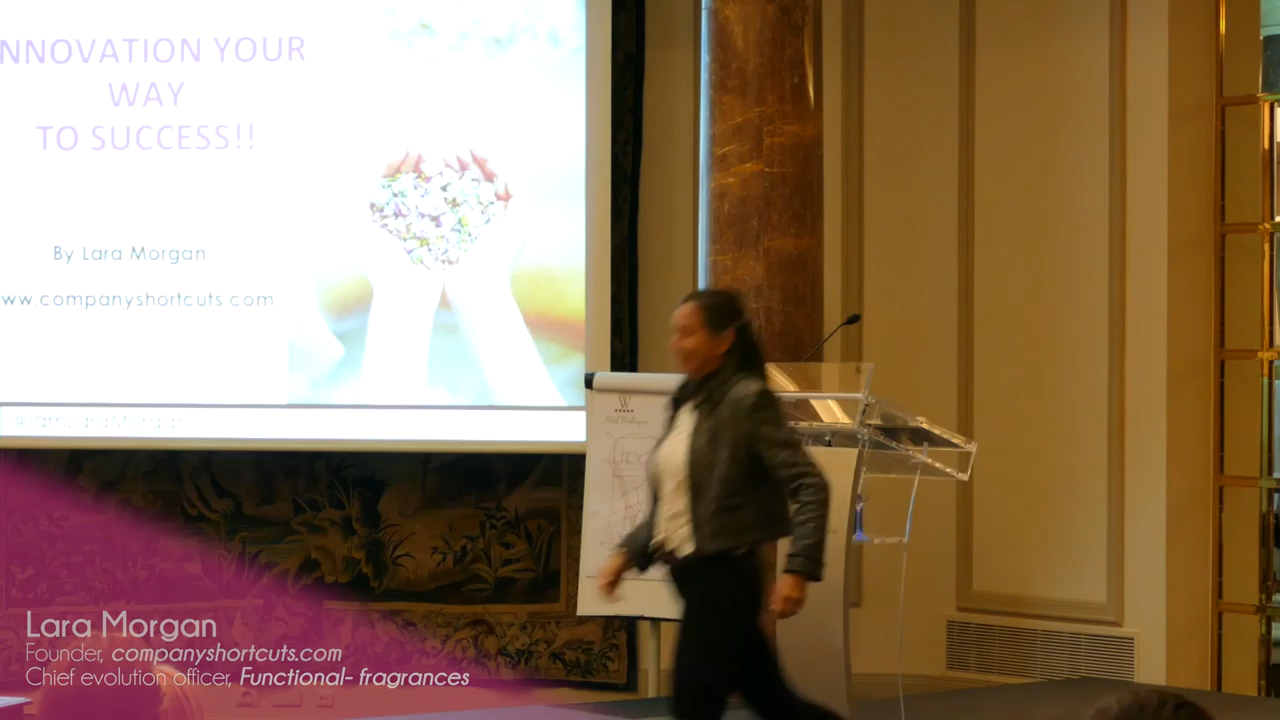 NNOVATION YOUR
WAY
TO SUCCESS!!
By Lara Morgan
ww.companyshortcuts com
W
Lara Morgan
Founder, companyshortcuts.com
Chief evolution officer, Functional- fragrances